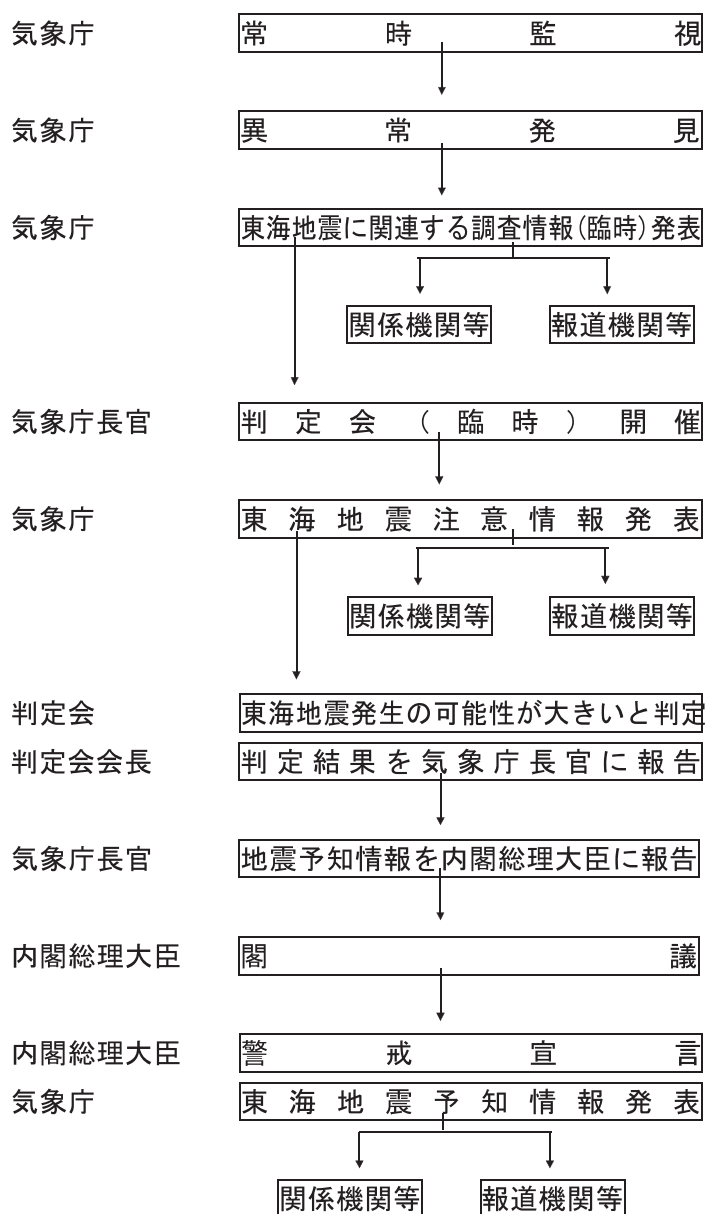 気象庁 常時監視
気象庁 異常発見
気象庁 東海地震に関連する調査情報(臨時)発表
関係機関等 報道機関等
気象庁長官 判定会(臨時)開催
気象庁 東海地震注意情報発表
関係機関等 報道機関等
判定会 東海地震発生の可能性が大きいと判定
判定会会長 判定結果を気象庁長官に報告
気象庁長官 地震予知情報を内閣総理大臣に報告
内閣総理大臣 閣議
内閣総理大臣 警戒宣言
気象庁 東海地震予知情報発表
関係機関等 報道機関等